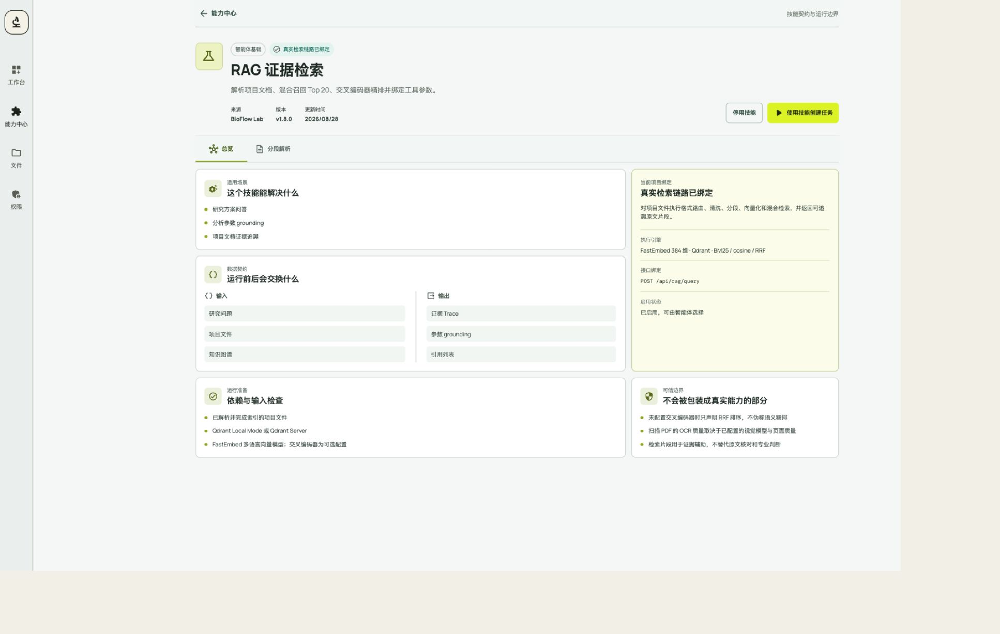 能力中心
技能契约与运行边界
工作台
能力中心
文件
权限
智能体基础
真实检索链路已绑定
RAG 证据检索
解析项目文档、混合召回 Top 20、交叉编码器精排并绑定工具参数。
来源
版本
更新时间
BioFlow Lab
v1.8.0
2026/08/28
停用技能
使用技能创建任务
总览
分段解析
适用场景
这个技能能解决什么
研究方案问答
分析参数 grounding
项目文档证据追溯
数据契约
运行前后会交换什么
输入
研究问题
项目文件
知识图谱
输出
证据 Trace
参数 grounding
引用列表
当前项目绑定
真实检索链路已绑定
对项目文件执行格式路由、清洗、分段、向量化和混合检索，并返回可追
溯原文片段。
执行引擎
FastEmbed 384 维 · Qdrant · BM25 / cosine / RRF
接口绑定
POST /api/rag/query
启用状态
已启用，可由智能体选择
运行准备
依赖与输入检查
已解析并完成索引的项目文件
Qdrant Local Mode 或 Qdrant Server
FastEmbed 多语言向量模型；交叉编码器为可选配置
可信边界
不会被包装成真实能力的部分
未配置交叉编码器时只声明 RRF 排序，不伪称语义精排
扫描 PDF 的 OCR 质量取决于已配置的视觉模型与页面质量
检索片段用于证据辅助，不替代原文核对和专业判断